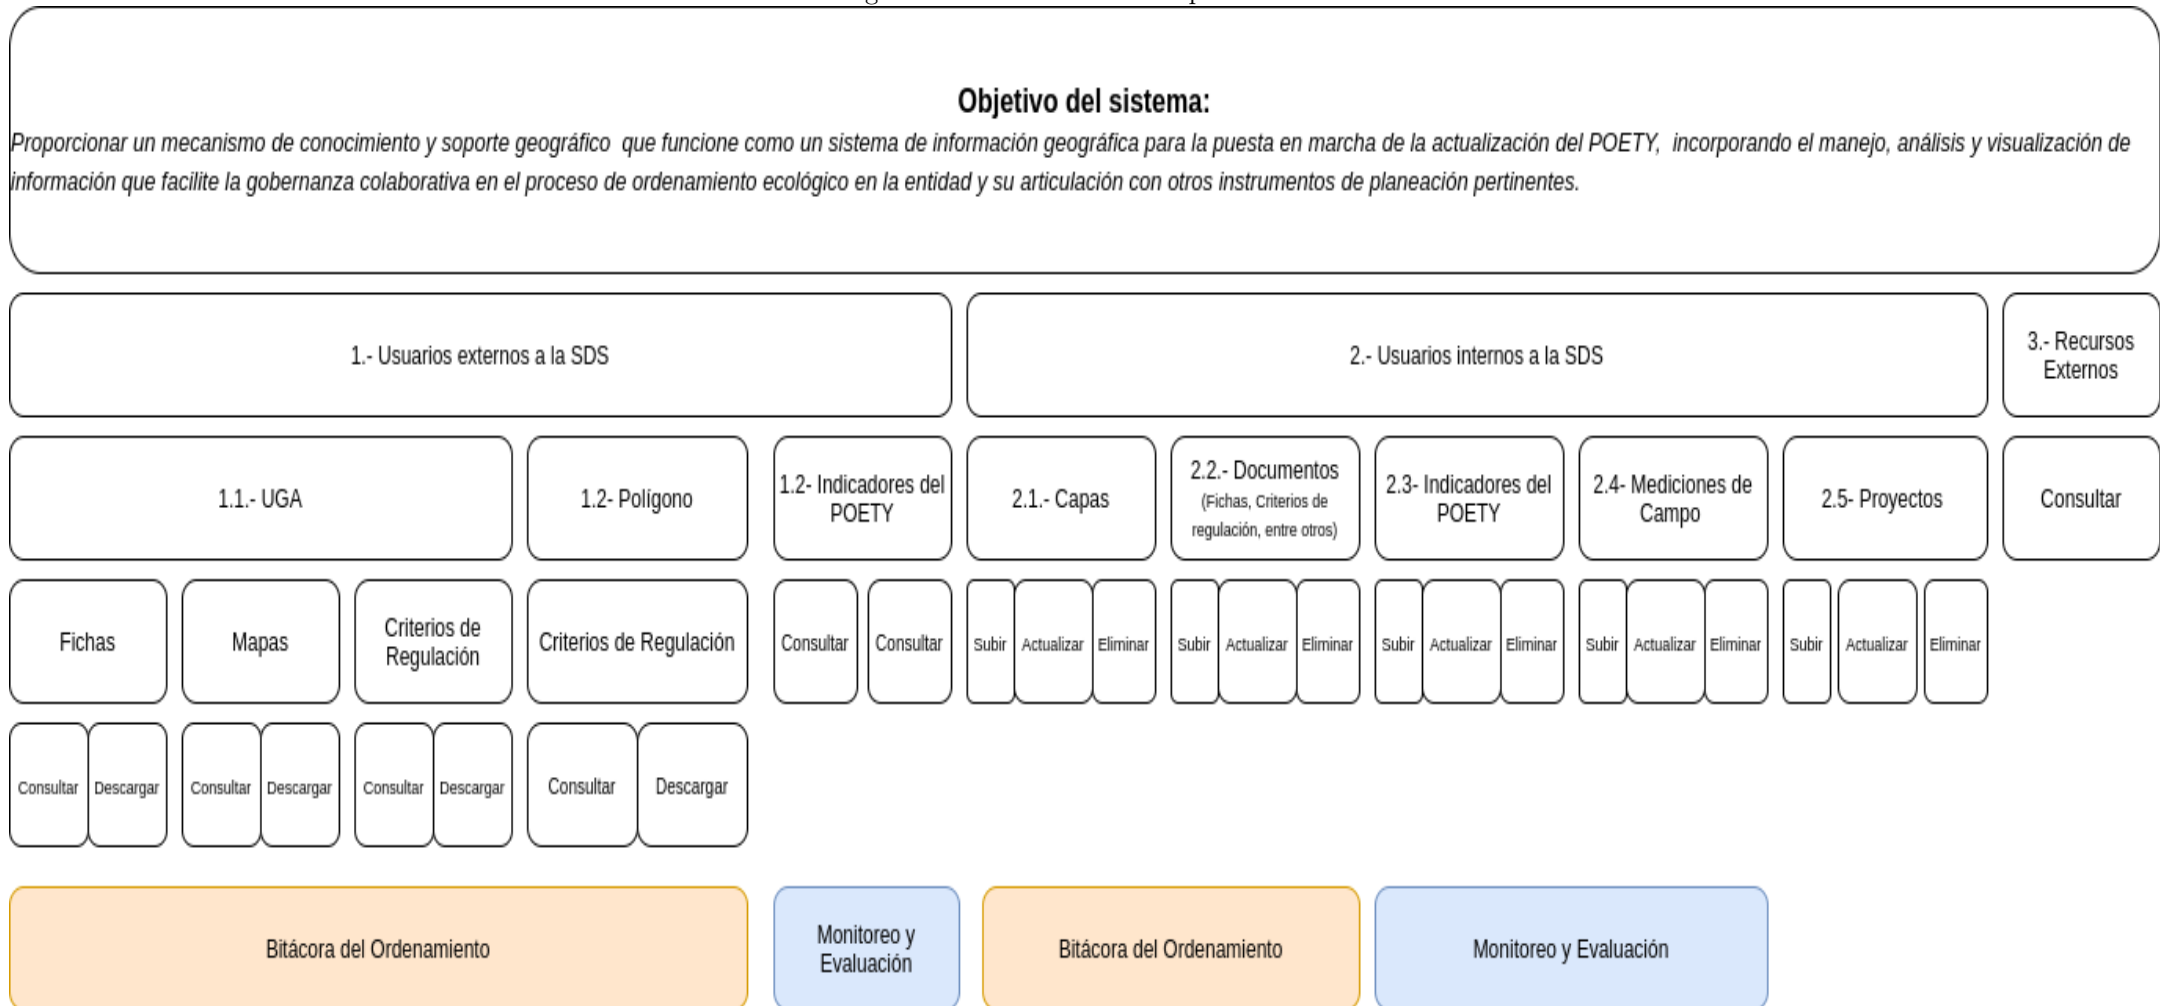 Objetivo del sistema:
Proporcionar un mecanismo de conocimiento y soporte geográfico que funcione como un sistema de información geográfica para la puesta en marcha de la actualización del POETY, incorporando el manejo, análisis y visualización de
información que facilite la gobernanza colaborativa en el proceso de ordenamiento ecológico en la entidad y su articulación con otros instrumentos de planeación pertinentes.
1.- Usuarios externos a la SDS
2.- Usuarios internos a la SDS
3.- Recursos
Externos
1.1.- UGA
1.2- Polígono
1.2- Indicadores del
POETY
2.1.- Capas
2.2.- Documentos
(Fichas, Criterios de
regulación, entre otros)
2.3- Indicadores del
POETY
2.4- Mediciones de
Campo
2.5- Proyectos
Consultar
Fichas
Mapas
Criterios de
Regulación
Criterios de Regulación
Consultar
Consultar
Subir
Actualizar
Eliminar
Subir
Actualizar
Eliminar
Subir
Actualizar
Eliminar
Subir
Actualizar
Eliminar
Subir
Actualizar
Eliminar
Consultar
Descargar
Consultar
Descargar
Consultar
Descargar
Consultar
Descargar
Bitácora del Ordenamiento
Monitoreo y
Evaluación
Bitácora del Ordenamiento
Monitoreo y Evaluación